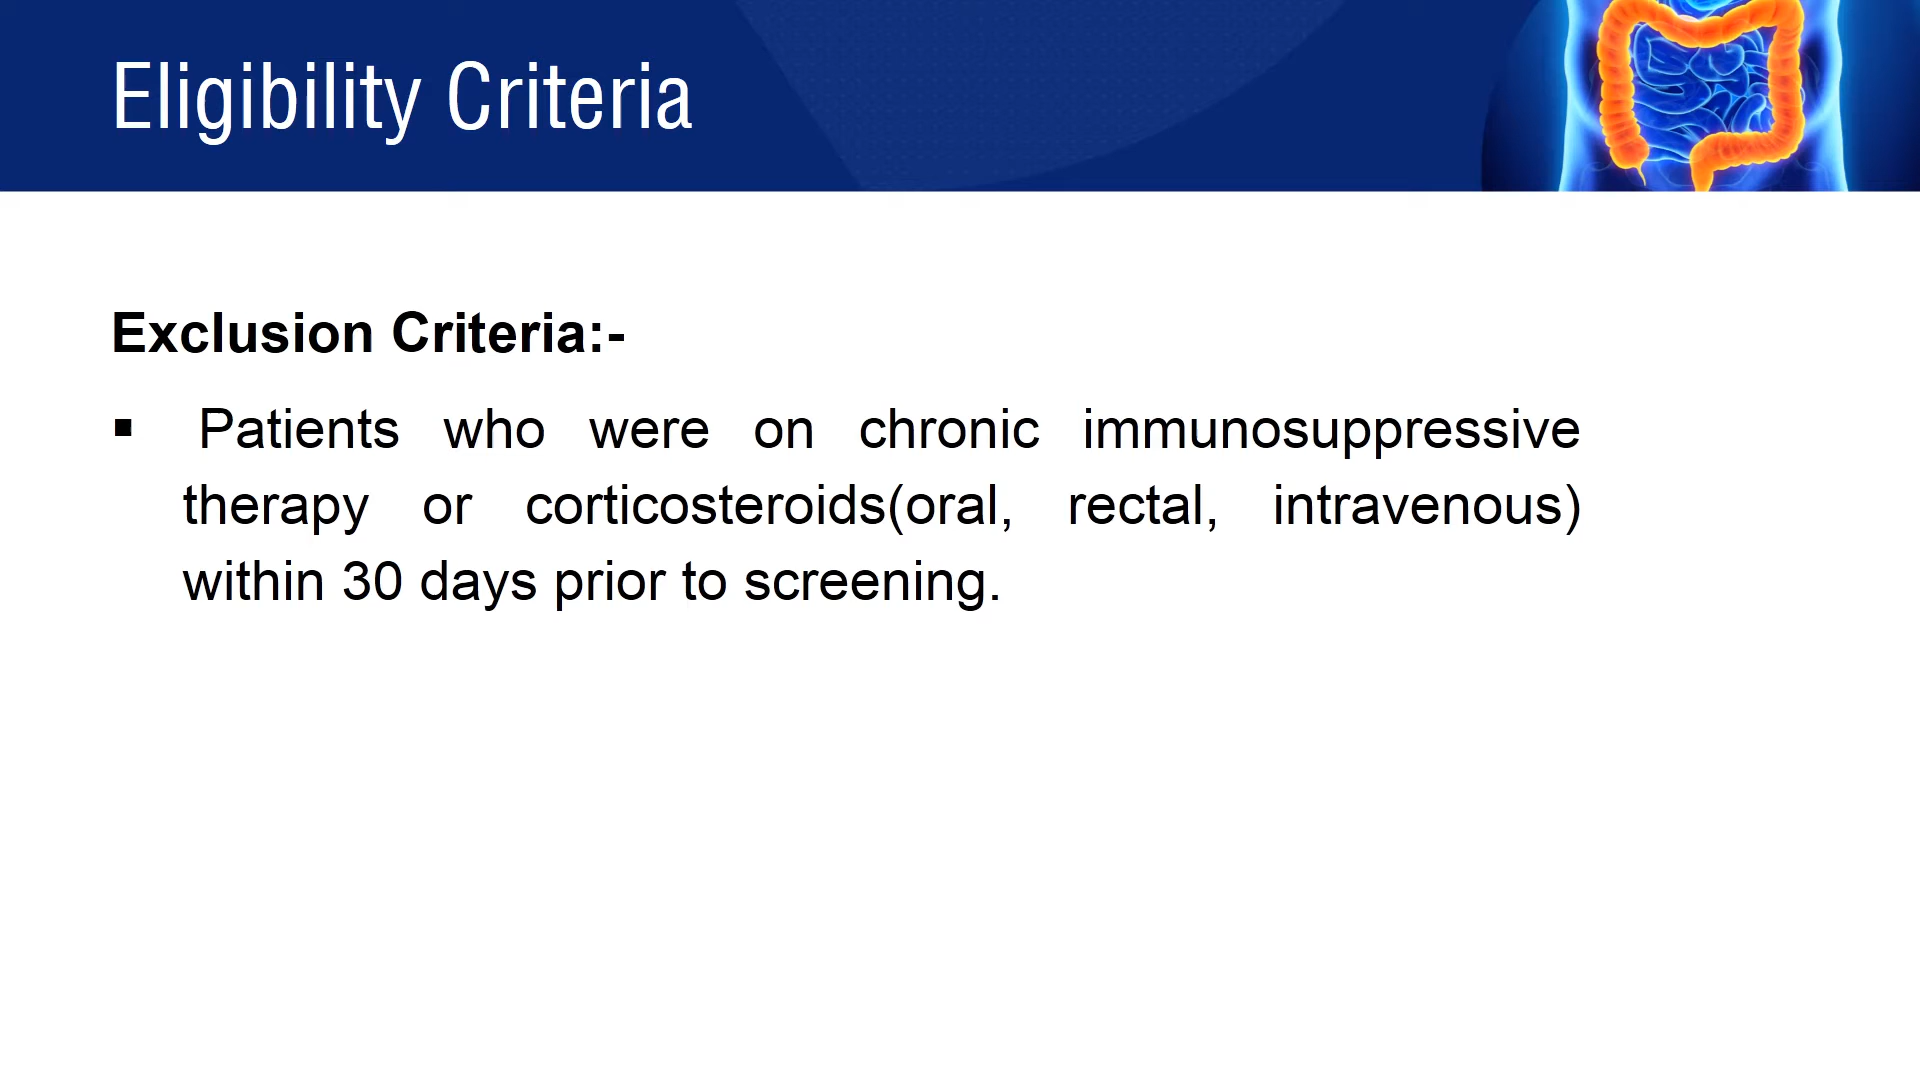 Eligibility Criteria
Exclusion Criteria:-
▪ Patients who were on chronic immunosuppressive
therapy or corticosteroids(oral, rectal, intravenous)
within 30 days prior to screening.